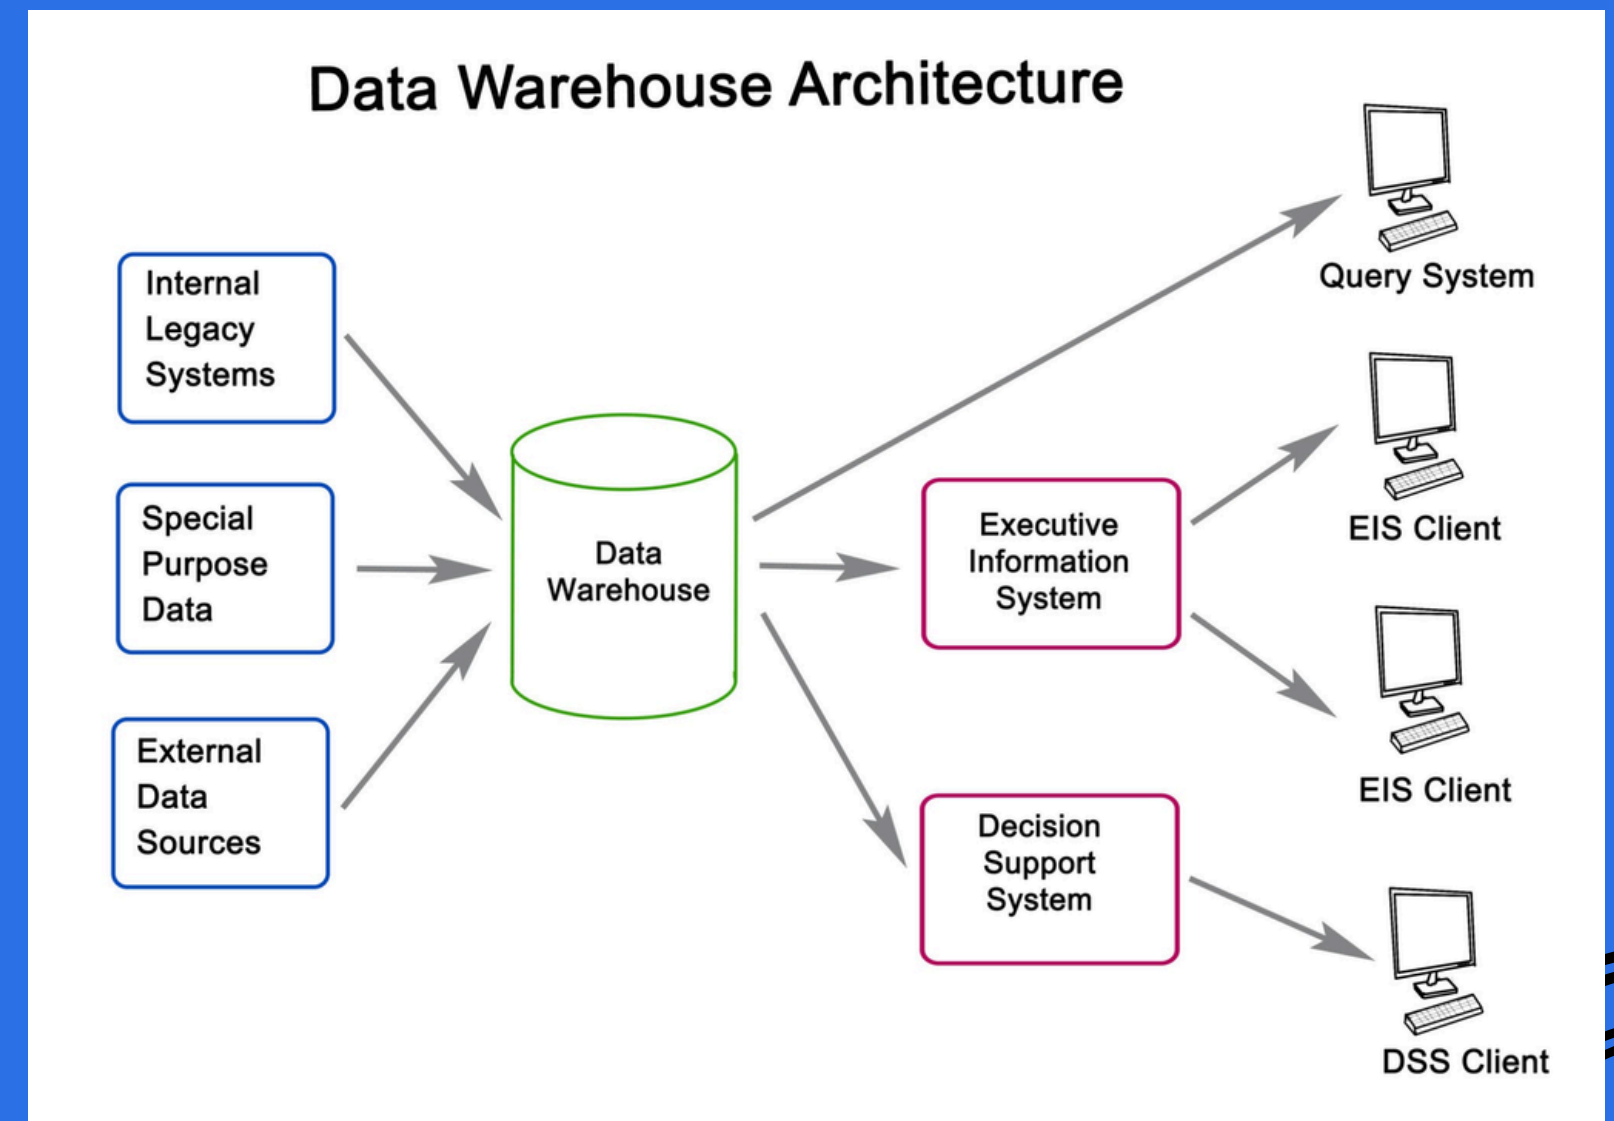 Data Warehouse Architecture
Internal
Legacy
Systems
Special
Purpose
Data
External
Data
Sources
Data
Warehouse
Executive
Information
System
Decision
Support
System
Query System
EIS Client
EIS Client
DSS Client